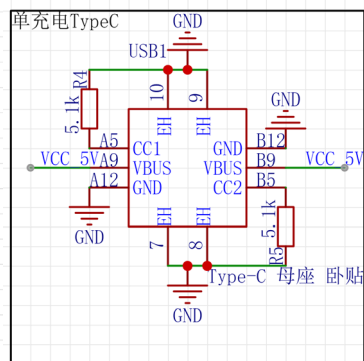 单充电TypeC
GND
USB1
R4
5.1k
10
9
EH
EH
GND
A5
CC1
GND
B12
VCC 5V
A9
VBUS
VBUS
B9
VCC 5V
A12
GND
CC2
B5
GND
EH
EH
7
8
5.1k
R5
Type-C 母座 卧贴
GND